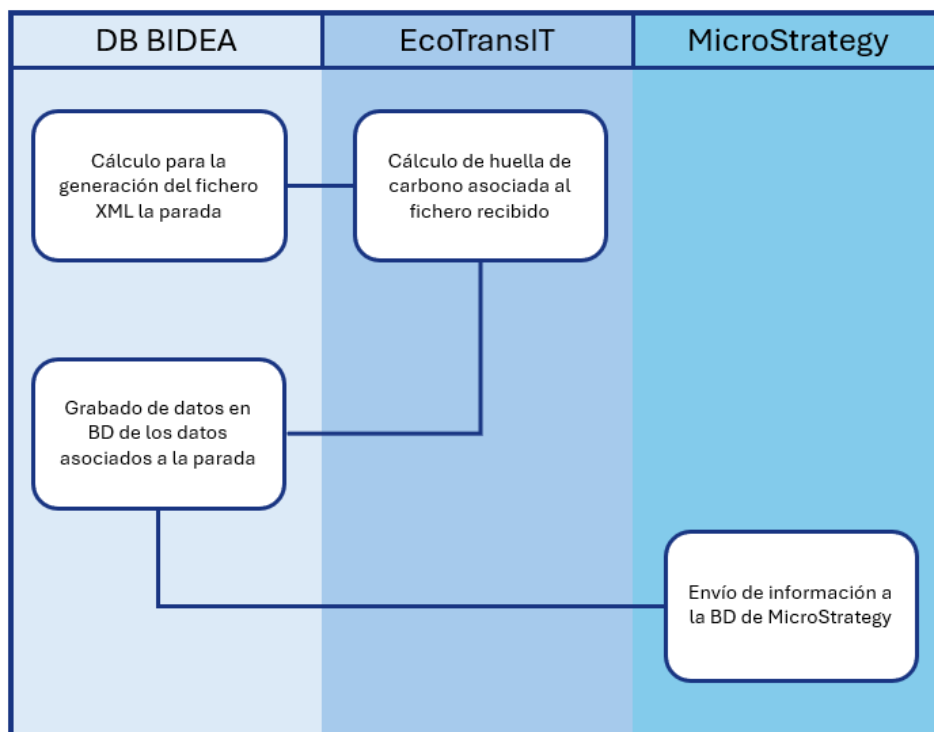 DB BIDEA
EcoTransIT
MicroStrategy
Cálculo para la
generación del fichero
XML la parada
Cálculo de huella de
carbono asociada al
fichero recibido
Grabado de datos en
BD de los datos
asociados a la parada
Envío de información a
la BD de MicroStrategy